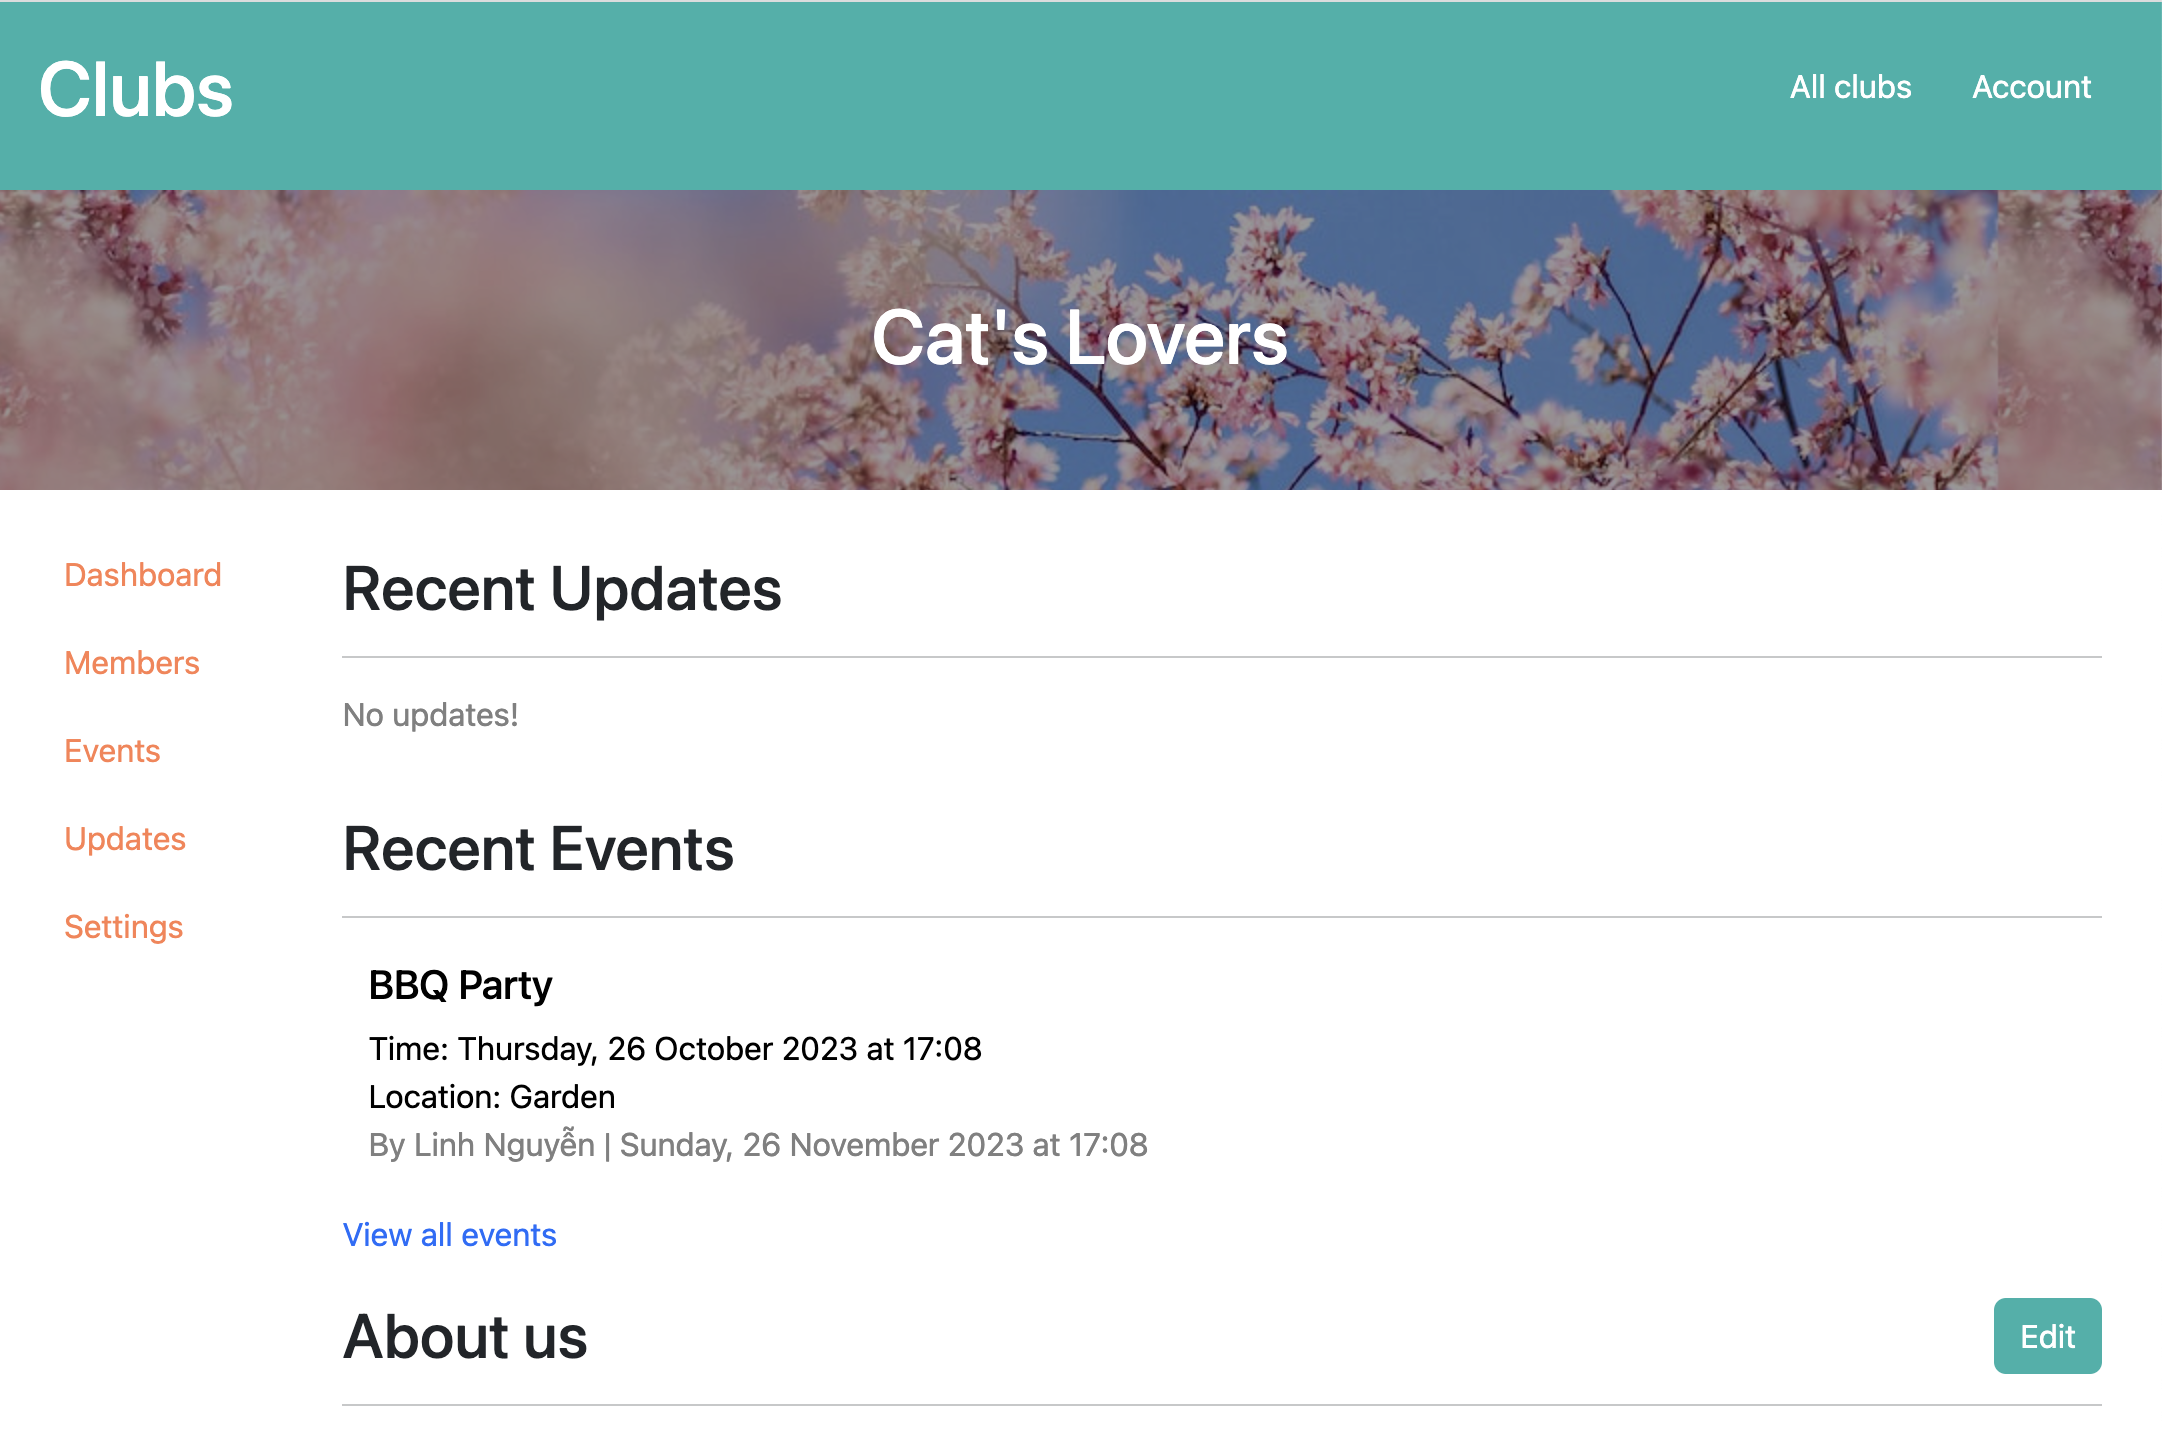 Clubs
All clubs
Account
Cat's Lovers
Dashboard
Members
Events
Updates
Settings
Recent Updates
No updates!
Recent Events
BBQ Party
Time: Thursday, 26 October 2023 at 17:08
Location: Garden
By Linh Nguyễn | Sunday, 26 November 2023 at 17:08
View all events
About us
Edit